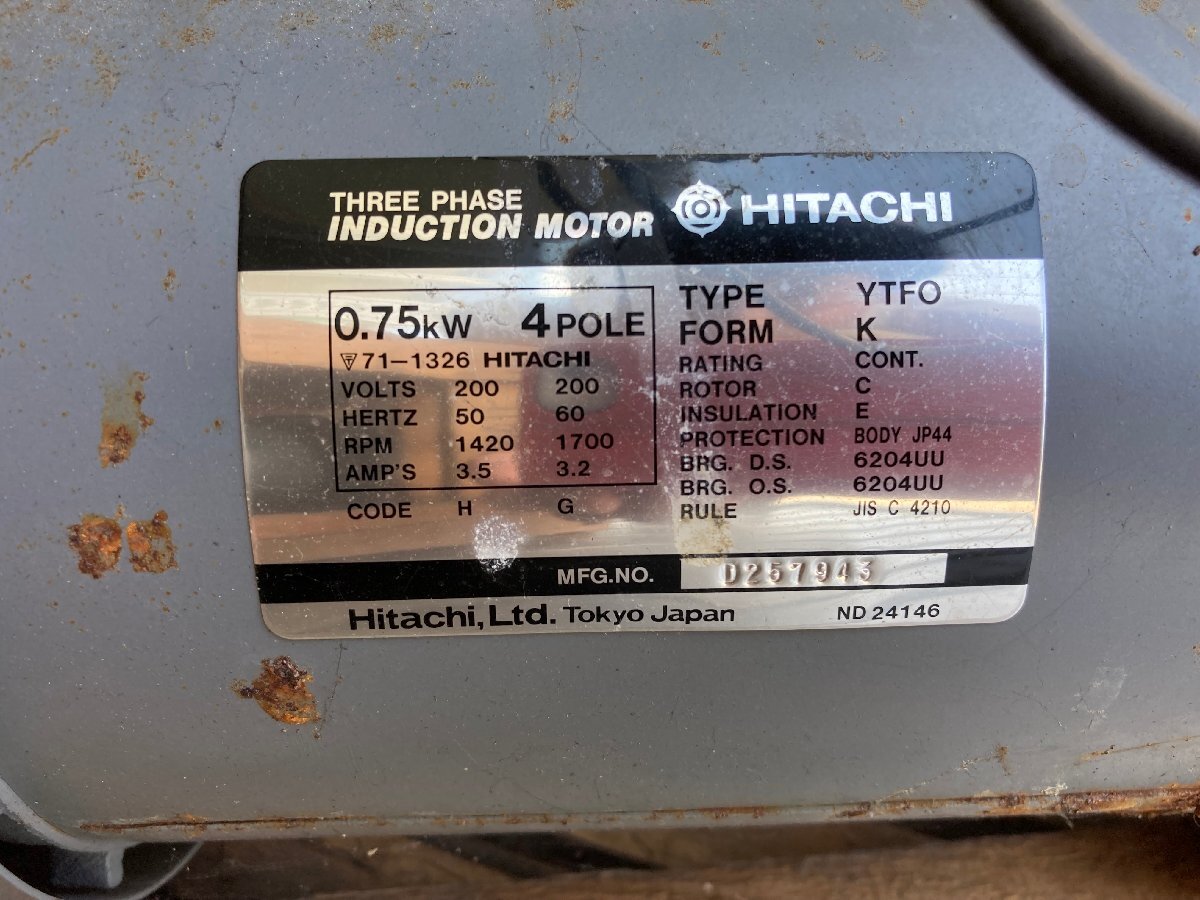 THREE PHASE
INDUCTION MOTOR HITACHI
0.75kW 4 POLE
71-1326 HITACHI
VOLTS 200 200
HERTZ 50 60
RPM 1420 1700
AMP'S 3.5 3.2
CODE H G
TYPE YTFO
FORM K
RATING CONT.
ROTOR C
INSULATION E
PROTECTION BODY JP44
BRG. D.S. 6204UU
BRG. O.S. 6204UU
RULE JIS C 4210
MFG.NO. D257943
Hitachi, Ltd. Tokyo Japan ND 24146